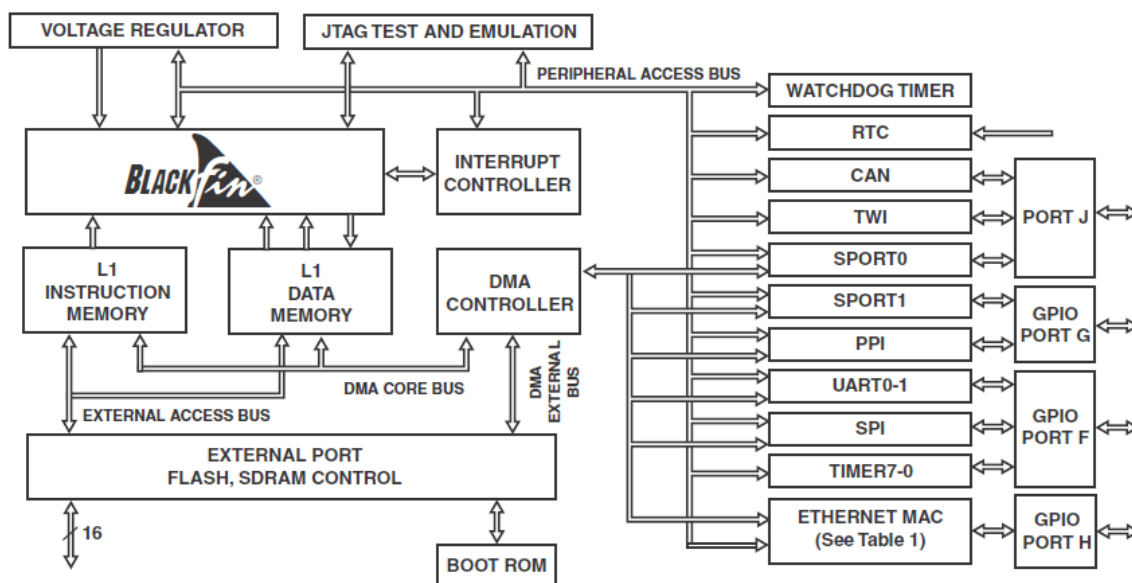 VOLTAGE REGULATOR
JTAG TEST AND EMULATION
PERIPHERAL ACCESS BUS
WATCHDOG TIMER
RTC
BLACKfin®
INTERRUPT
CONTROLLER
CAN
TWI
PORT J
SPORT0
L1
INSTRUCTION
MEMORY
L1
DATA
MEMORY
DMA
CONTROLLER
SPORT1
GPIO
PORT G
PPI
DMA CORE BUS
DMA
EXTERNAL
BUS
UART0-1
EXTERNAL ACCESS BUS
SPI
GPIO
PORT F
EXTERNAL PORT
FLASH, SDRAM CONTROL
TIMER7-0
16
ETHERNET MAC
(See Table 1)
GPIO
PORT H
BOOT ROM